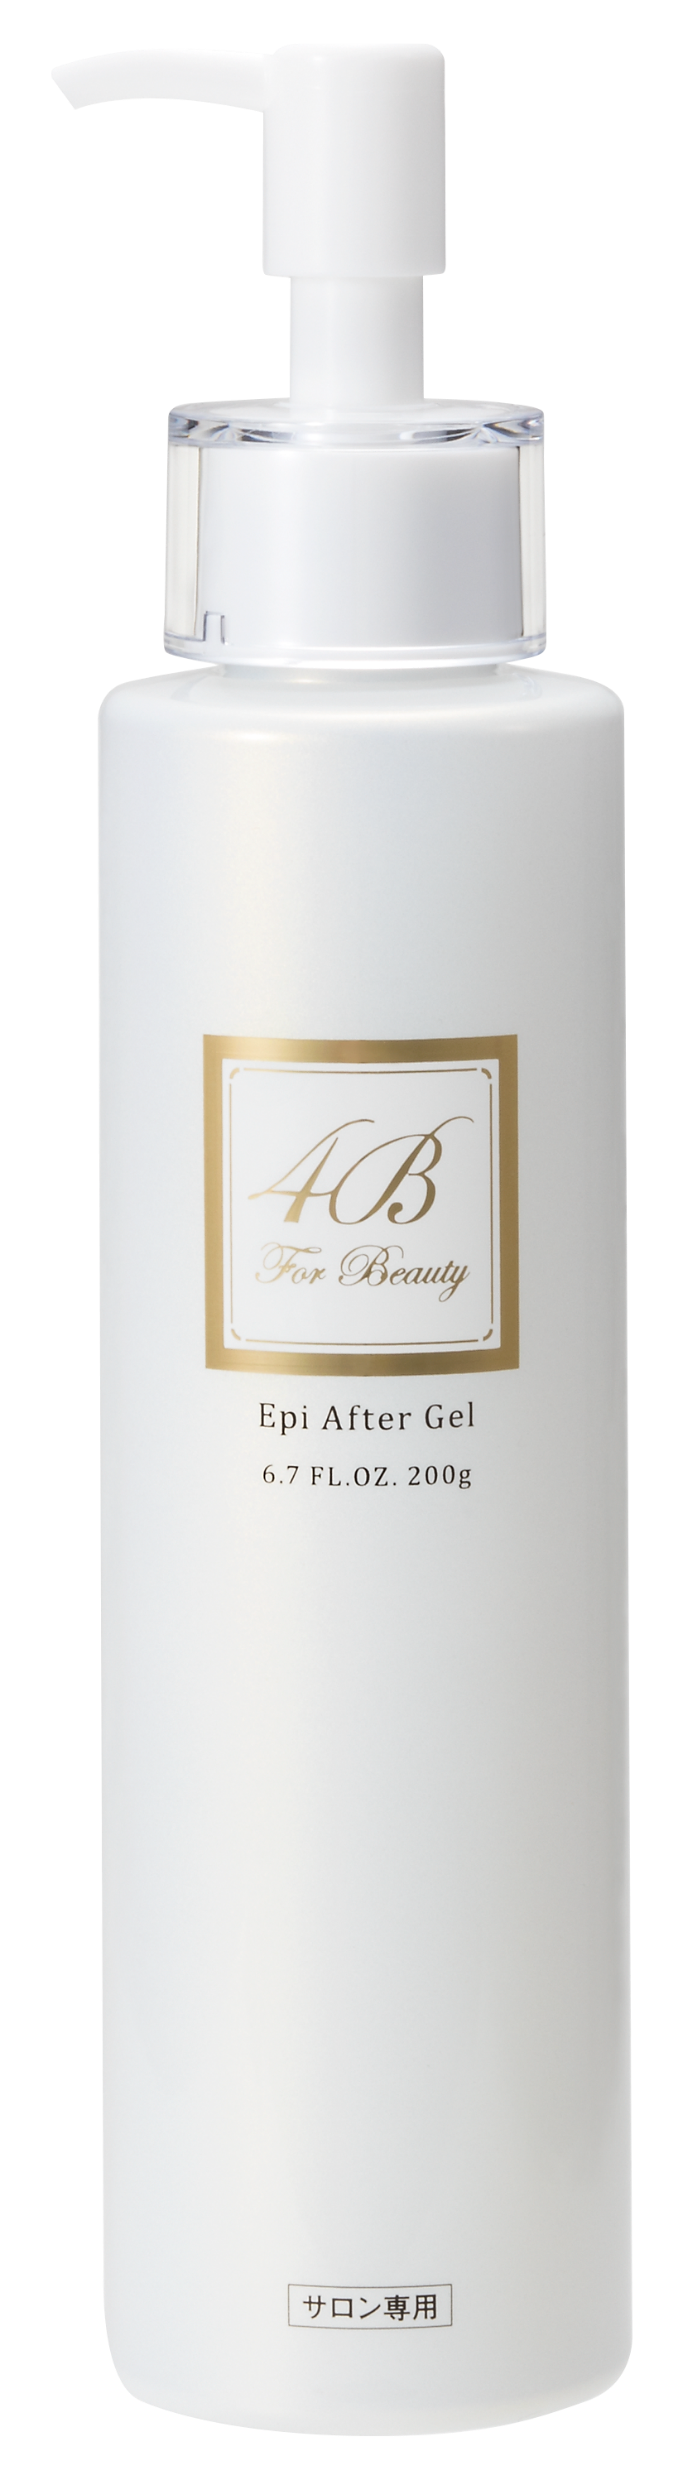 4B
For Beauty
Epi After Gel
6.7 FL.OZ. 200g
サロン専用